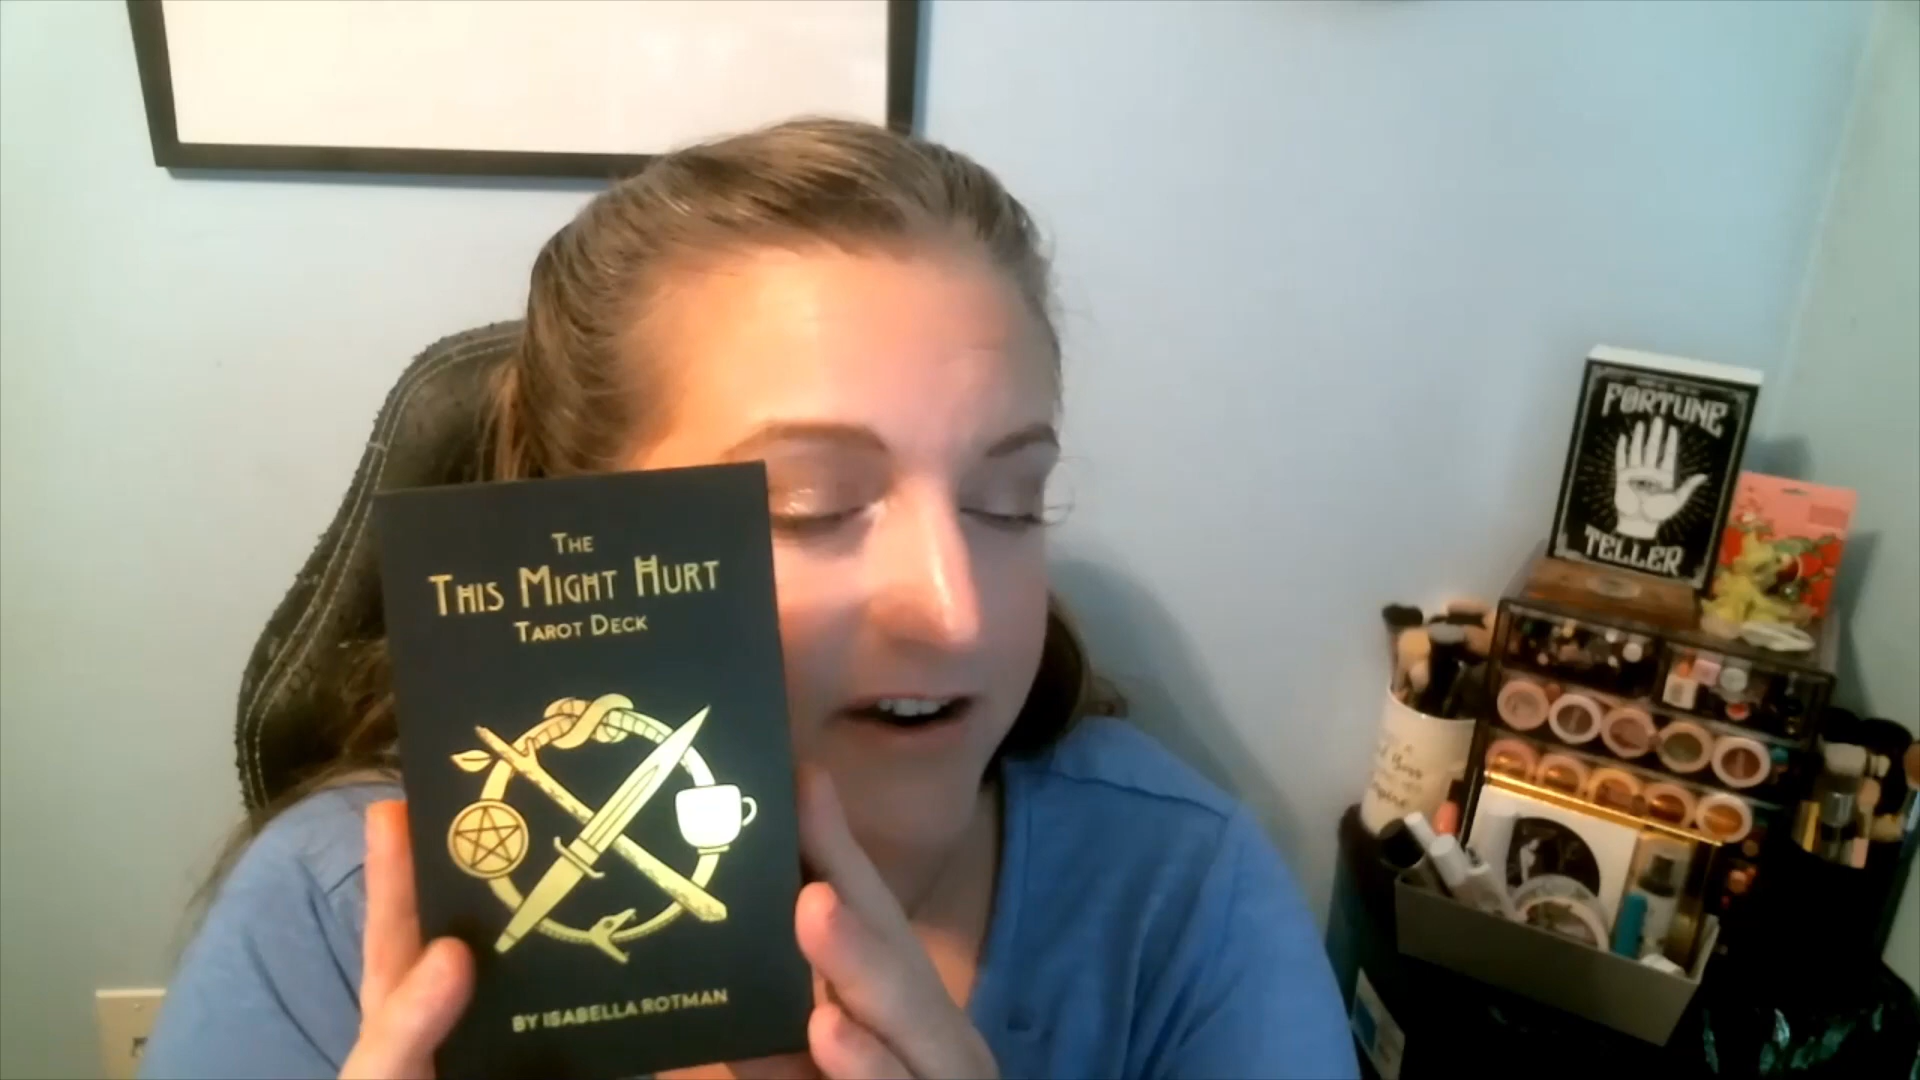 THE
THIS MIGHT HURT
TAROT DECK
BY ISABELLA ROTMAN
FORTUNE
TELLER